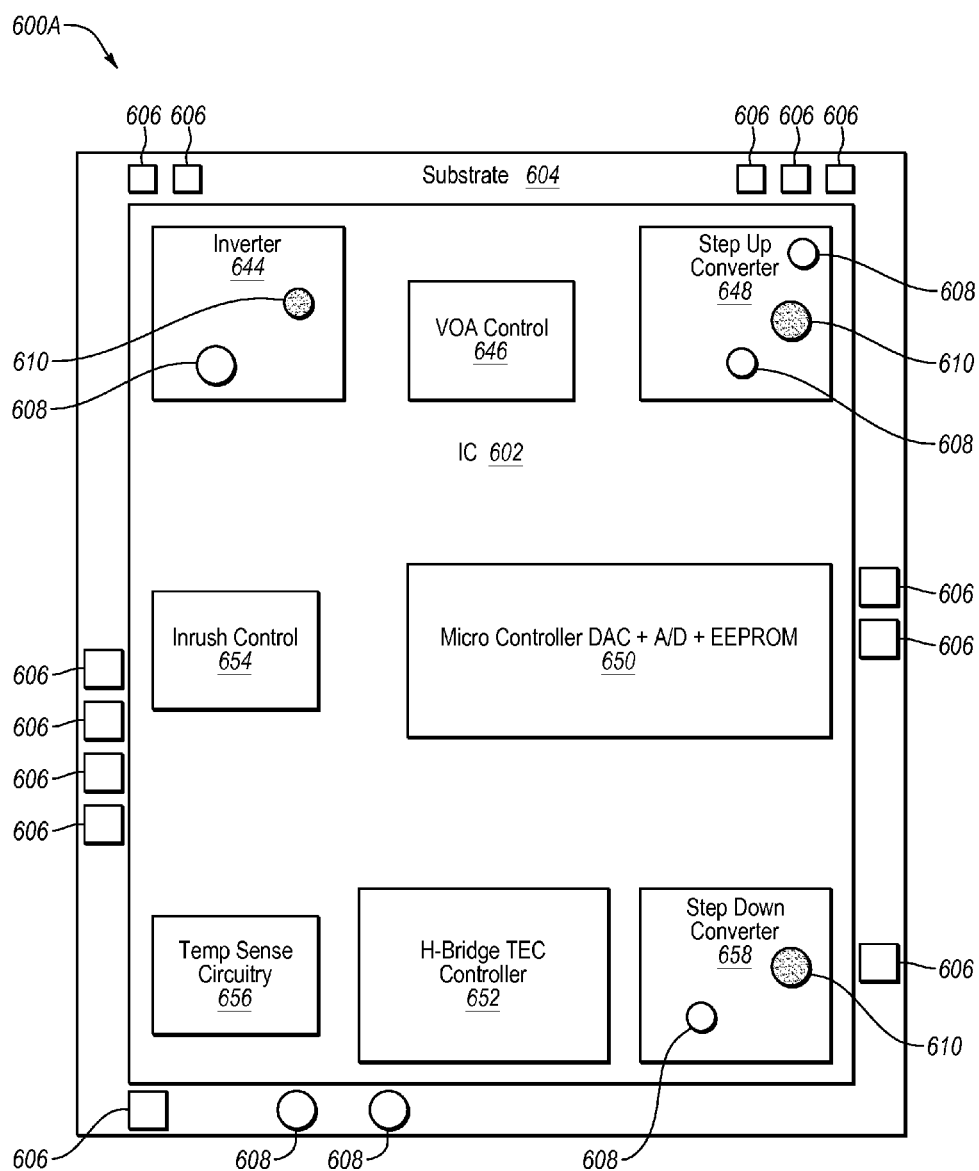 600A
606 606 606 606 606
Substrate 604
Inverter
644
Step Up
Converter
648
608
VOA Control
646
610
610
608
608
IC 602
606
Inrush Control
654
Micro Controller DAC + A/D + EEPROM
650
606
606
606
606
606
Step Down
Converter
658
Temp Sense
Circuitry
656
H-Bridge TEC
Controller
652
606
610
606 608 608 608